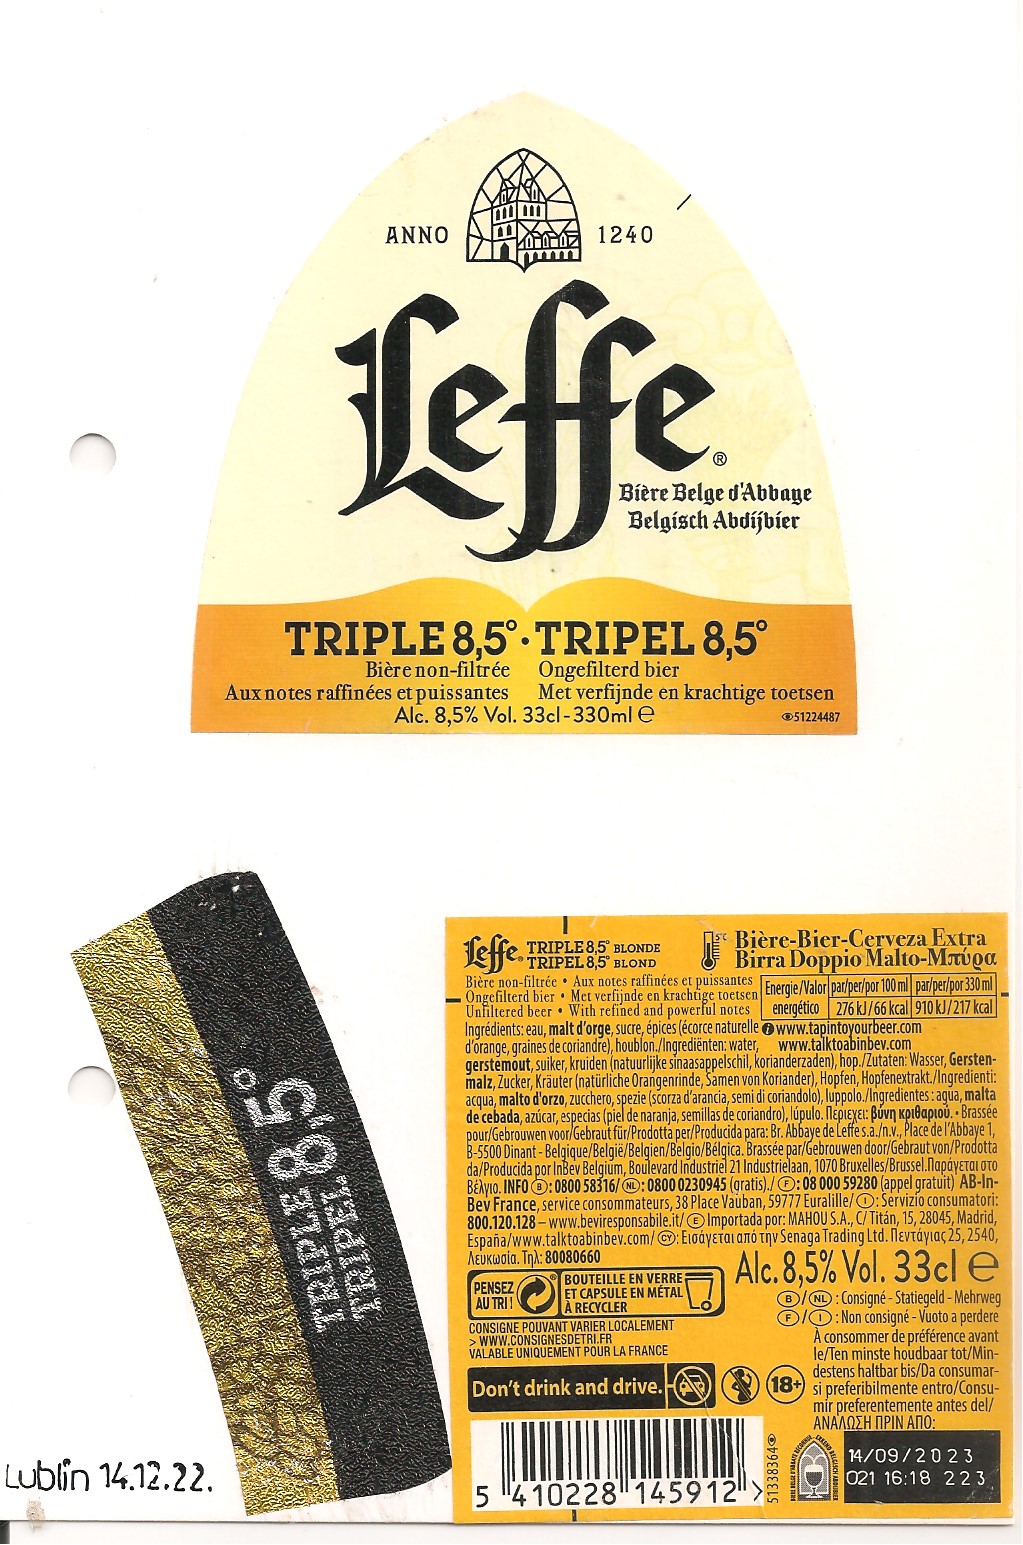 ANNO 1240
Leffe®
Bière Belge d'Abbaye
Belgisch Abdijbier
TRIPLE 8,5° · TRIPEL 8,5°
Bière non-filtrée Ongefilterd bier
Aux notes raffinées et puissantes Met verfijnde en krachtige toetsen
Alc. 8,5% Vol. 33cl - 330ml e
51224487
TRIPLE 8,5°
TRIPEL 8,5°
Lublin 14.12.22.
Leffe® TRIPLE 8,5° BLONDE
TRIPEL 8,5° BLOND
5°C
Bière-Bier-Cerveza Extra
Birra Doppio Malto-Μπύρα
Bière non-filtrée • Aux notes raffinées et puissantes
Ongefilterd bier • Met verfijnde en krachtige toetsen
Unfiltered beer • With refined and powerful notes
Energie/Valor energético par/per/por 100 ml par/per/por 330 ml
276 kJ/66 kcal 910 kJ/217 kcal
Ingrédients: eau, malt d'orge, sucre, épices (écorce naturelle www.tapintoyourbeer.com
d'orange, graines de coriandre), houblon./Ingrediënten: water, www.talktoabinbev.com
gerstemout, suiker, kruiden (natuurlijke sinaasappelschil, korianderzaden), hop./Zutaten: Wasser, Gersten-
malz, Zucker, Kräuter (natürliche Orangenrinde, Samen von Koriander), Hopfen, Hopfenextrakt./Ingredienti:
acqua, malto d'orzo, zucchero, spezie (scorza d'arancia, semi di coriandolo), luppolo./Ingredientes : agua, malta
de cebada, azúcar, especias (piel de naranja, semillas de coriandro), lúpulo. Περιεχει: βύνη κριθαριού. • Brassée
pour/Gebrouwen voor/Gebraut für/Prodotta per/Producida para: Br. Abbaye de Leffe s.a./n.v., Place de l'Abbaye 1,
B-5500 Dinant - Belgique/België/Belgien/Belgio/Bélgica. Brassée par/Gebrouwen door/Gebraut von/Prodotta
da/Producida por InBev Belgium, Boulevard Industriel 21 Industrielaan, 1070 Bruxelles/Brussel.Παράγεται στο
Βέλγιο. INFO B: 0800 58316/ NL: 0800 0230945 (gratis)./ F: 08 000 59280 (appel gratuit) AB-In-
Bev France, service consommateurs, 38 Place Vauban, 59777 Euralille/ I : Servizio consumatori:
800.120.128 – www.beviresponsabile.it/ E Importada por: MAHOU S.A., C/ Titán, 15, 28045, Madrid,
España/www.talktoabinbev.com/ CY: Εισάγεται από την Senaga Trading Ltd. Πεντάγιας 25, 2540,
Λευκωσία. Τηλ: 80080660
PENSEZ
AU TRI !
BOUTEILLE EN VERRE
ET CAPSULE EN MÉTAL
À RECYCLER
CONSIGNE POUVANT VARIER LOCALEMENT
> WWW.CONSIGNESDETRI.FR
VALABLE UNIQUEMENT POUR LA FRANCE
Alc. 8,5% Vol. 33cl e
B/NL : Consigné - Statiegeld - Mehrweg
F/I : Non consigné - Vuoto a perdere
À consommer de préférence avant
le/Ten minste houdbaar tot/Min-
destens haltbar bis/Da consumar-
si preferibilmente entro/Consu-
mir preferentemente antes del/
ΑΝΑΛΩΣΗ ΠΡΙΝ ΑΠΟ:
Don't drink and drive.
18+
5 410228 145912 >
51338364
14/09/2023
021 16:18 223